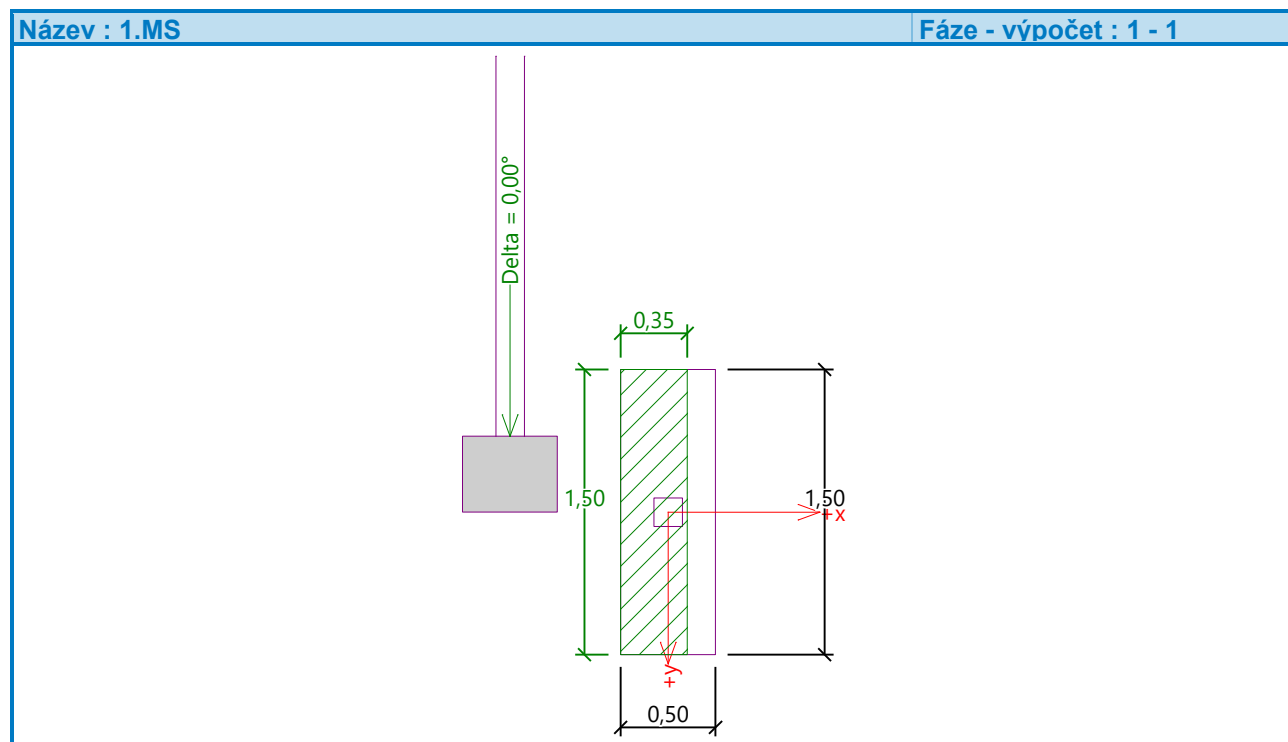 Název : 1.MS
Fáze - výpočet : 1 - 1
Delta = 0,00°
0,35
1,50
1,50
+x
+y
0,50